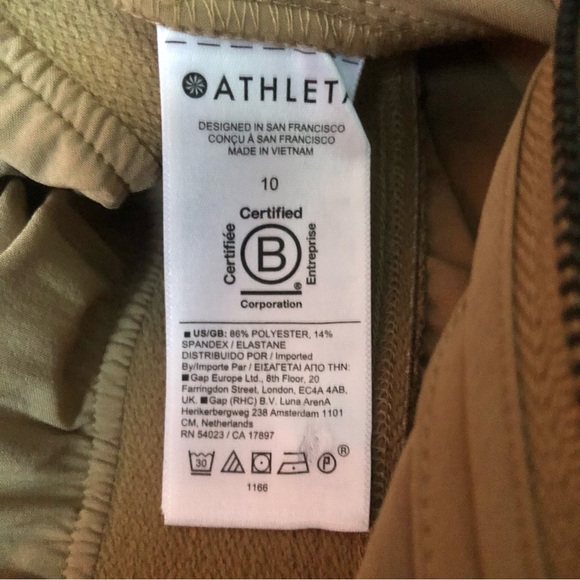 ATHLETA
DESIGNED IN SAN FRANCISCO
CONÇU À SAN FRANCISCO
MADE IN VIETNAM
10
Certified
Certifiée
B
Entreprise
®
Corporation
■ US/GB: 86% POLYESTER, 14%
SPANDEX / ELASTANE
DISTRIBUIDO POR / Imported
By/Importe Par / ΕΙΣΑΓΕΤΑΙ ΑΠΟ ΤΗΝ:
■ Gap Europe Ltd., 8th Floor, 20
Farringdon Street, London, EC4A 4AB,
UK. ■ Gap (RHC) B.V. Luna ArenA
Herikerbergweg 238 Amsterdam 1101
CM, Netherlands
RN 54023 / CA 17897
30 P ®
1166